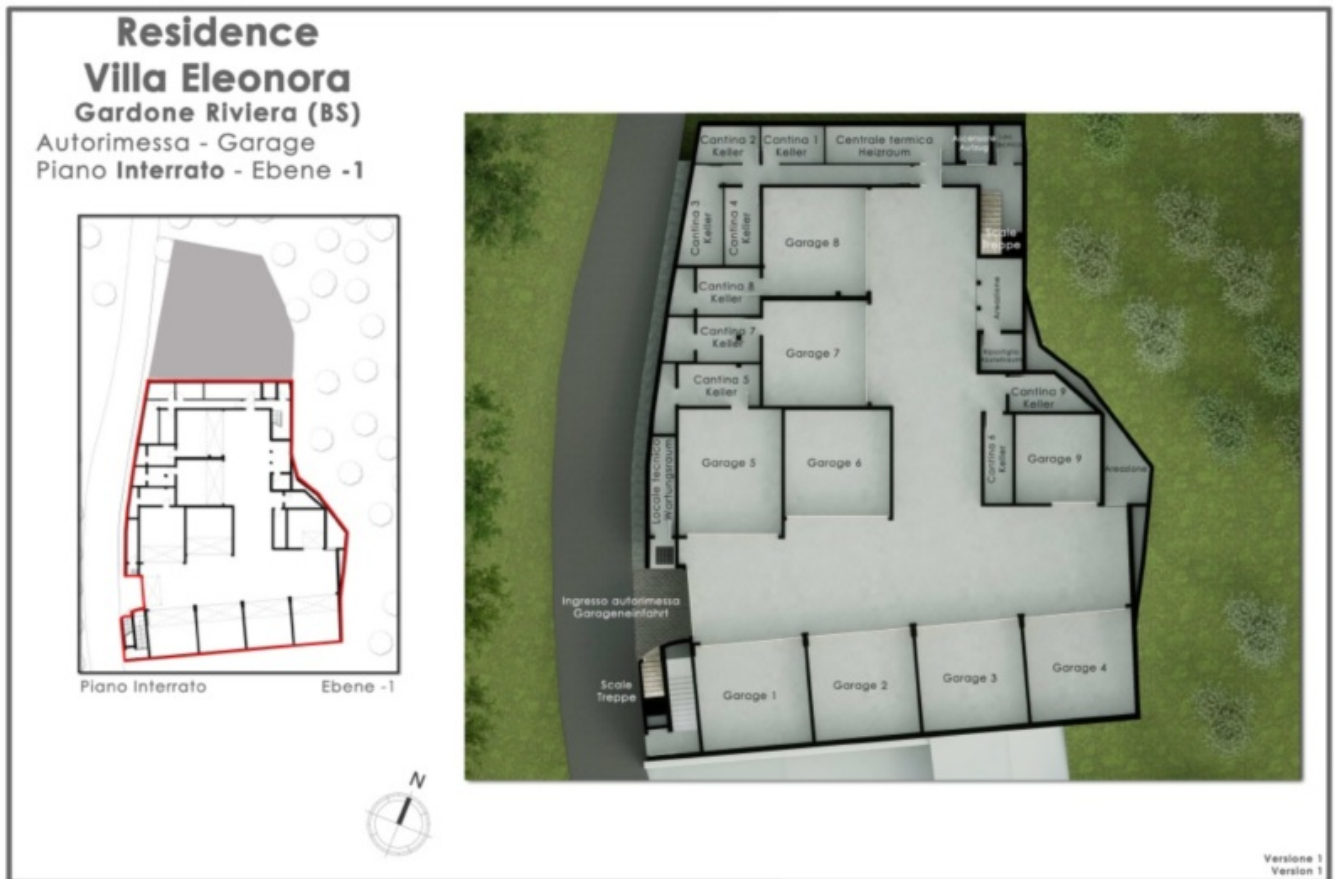 Residence
Villa Eleonora
Gardone Riviera (BS)
Autorimessa - Garage
Piano Interrato - Ebene -1
Piano Interrato
Ebene -1
N
Cantina 2
Keller
Cantina 1
Keller
Centrale termica
Heizraum
Ascensore
Aufzug
Cantina 3
Keller
Cantina 4
Keller
Garage 8
Scale
Treppe
Cantina 8
Keller
Areazione
Cantina 7
Keller
Garage 7
Cantina 5
Keller
Cantina 9
Keller
Locale tecnico
Wartungsraum
Garage 5
Garage 6
Cantina 6
Keller
Garage 9
Areazione
Ingresso autorimessa
Garageneinfahrt
Scale
Treppe
Garage 1
Garage 2
Garage 3
Garage 4
Versione 1
Version 1